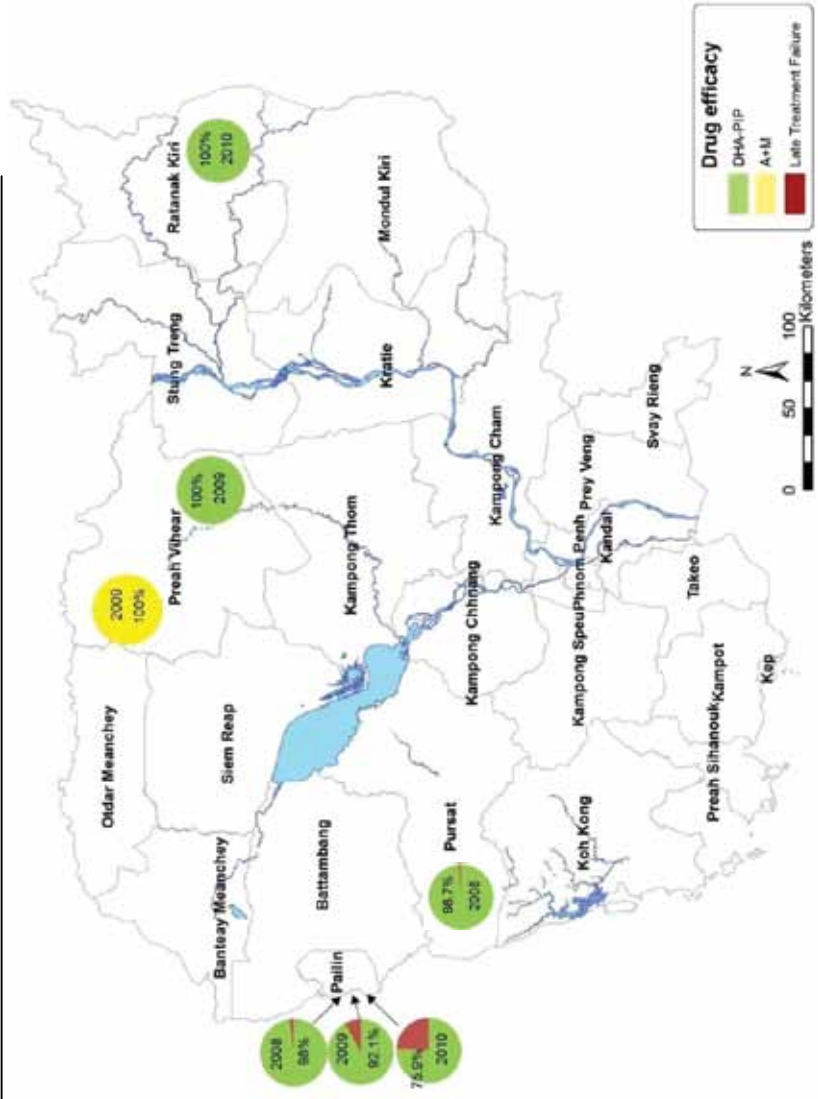 Otdar Meanchey
2009
100%
Preah Vihear
100%
2009
Stung Treng
Ratanak Kiri
100%
2010
Banteay Meanchey
Siem Reap
Battambang
Kampong Thom
Kratie
Mondul Kiri
2008
98%
2009
92.1%
75.9%
2010
Pailin
Pursat
98.7%
2008
Kampong Chhnang
Kampong Cham
Koh Kong
Kampong Speu
Phnom Penh
Prey Veng
Kandal
Svay Rieng
Takeo
Preah Sihanouk
Kampot
Kep
N
0 50 100
Kilometers
Drug efficacy
DHA-PIP
A+M
Late Treatment Failure